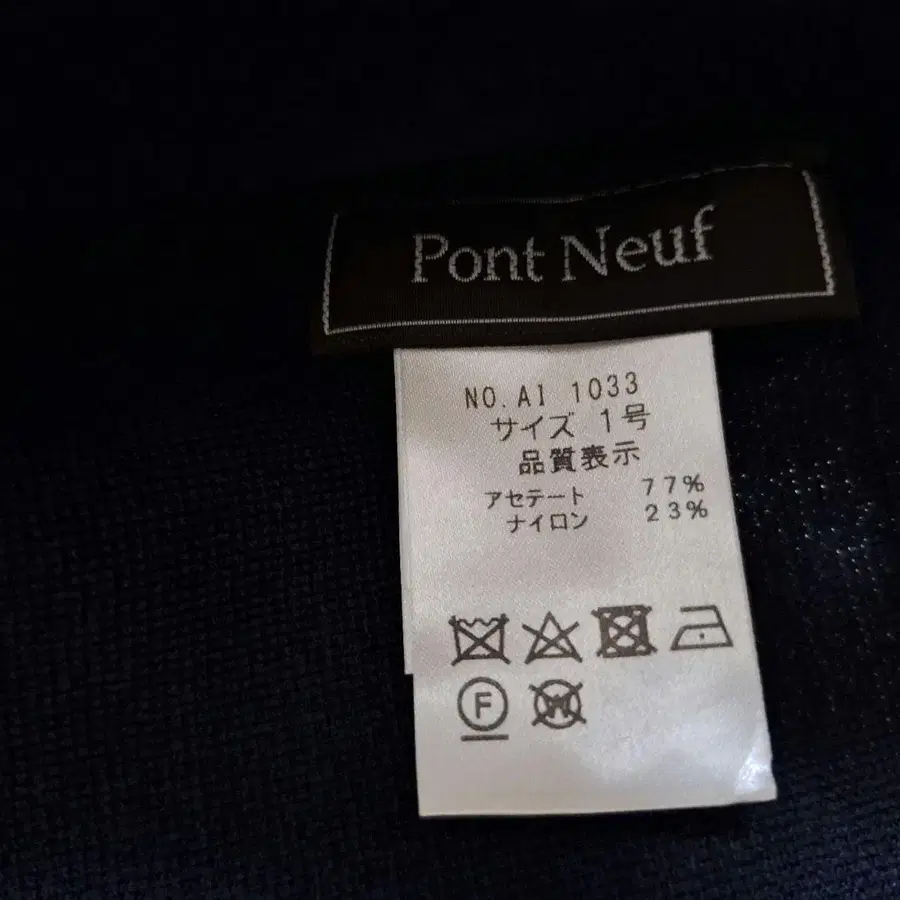 Pont Neuf
NO. AI 1033
サイズ 1号
品質表示
アセテート 77%
ナイロン 23%
F
W